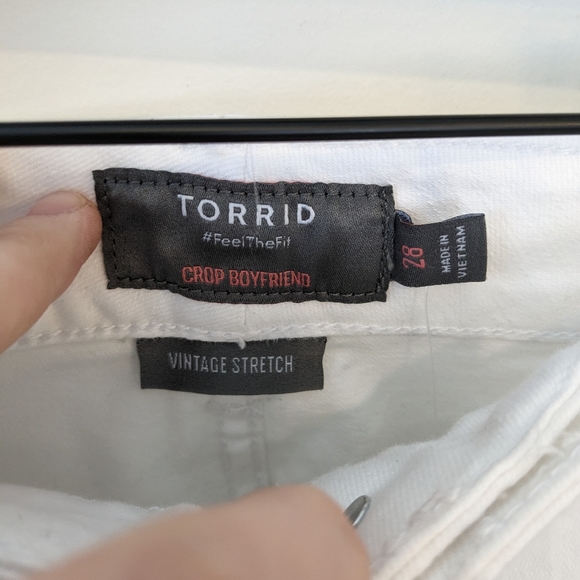 TORRID
#FeelTheFit
CROP BOYFRIEND
28
MADE IN
VIETNAM
VINTAGE STRETCH